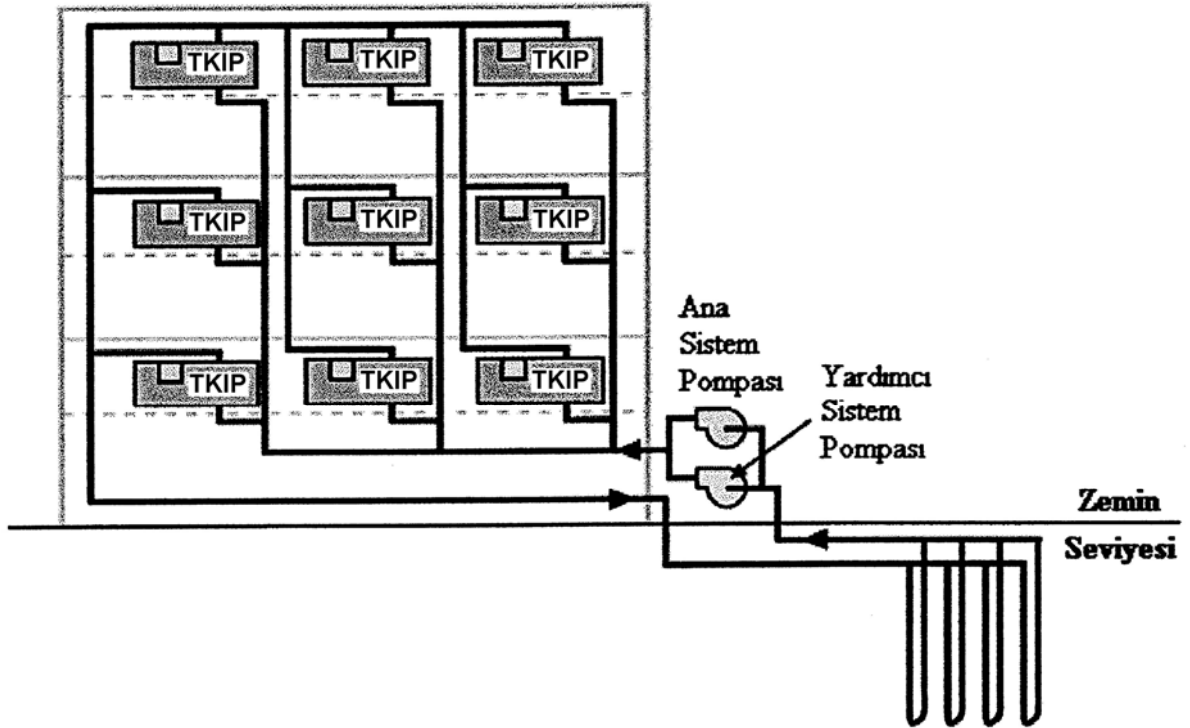 TKIP TKIP TKIP
TKIP TKIP TKIP
TKIP TKIP TKIP
Ana
Sistem
Pompası
Yardımcı
Sistem
Pompası
Zemin
Seviyesi